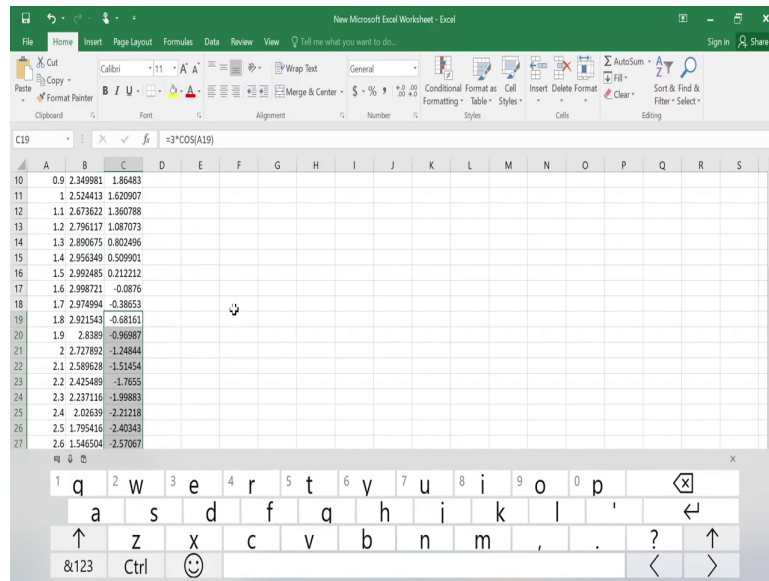 New Microsoft Excel Worksheet - Excel
File Home Insert Page Layout Formulas Data Review View Tell me what you want to do... Sign in Share
Paste
Cut
Copy
Format Painter
Calibri 11 A A
B I U A
Wrap Text
Merge & Center
General
$ % , .0 .00 .00 .0
Conditional Formatting
Format as Table
Cell Styles
Insert Delete Format
AutoSum
Fill
Clear
Sort & Filter
Find & Select
Clipboard Font Alignment Number Styles Cells Editing
C19 fx =3*COS(A19)
A B C D E F G H I J K L M N O P Q R S
10 0.9 2.349981 1.86483
11 1 2.524413 1.620907
12 1.1 2.673622 1.360788
13 1.2 2.796117 1.087073
14 1.3 2.890675 0.802496
15 1.4 2.956349 0.509901
16 1.5 2.992485 0.212212
17 1.6 2.998721 -0.0876
18 1.7 2.974994 -0.38653
19 1.8 2.921543 -0.68161
20 1.9 2.8389 -0.96987
21 2 2.727892 -1.24844
22 2.1 2.589628 -1.51454
23 2.2 2.425489 -1.7655
24 2.3 2.237116 -1.99883
25 2.4 2.02639 -2.21218
26 2.5 1.795416 -2.40343
27 2.6 1.546504 -2.57067
1 q 2 w 3 e 4 r 5 t 6 y 7 u 8 i 9 o 0 p
a s d f g h j k l '
z x c v b n m , . ?
&123 Ctrl